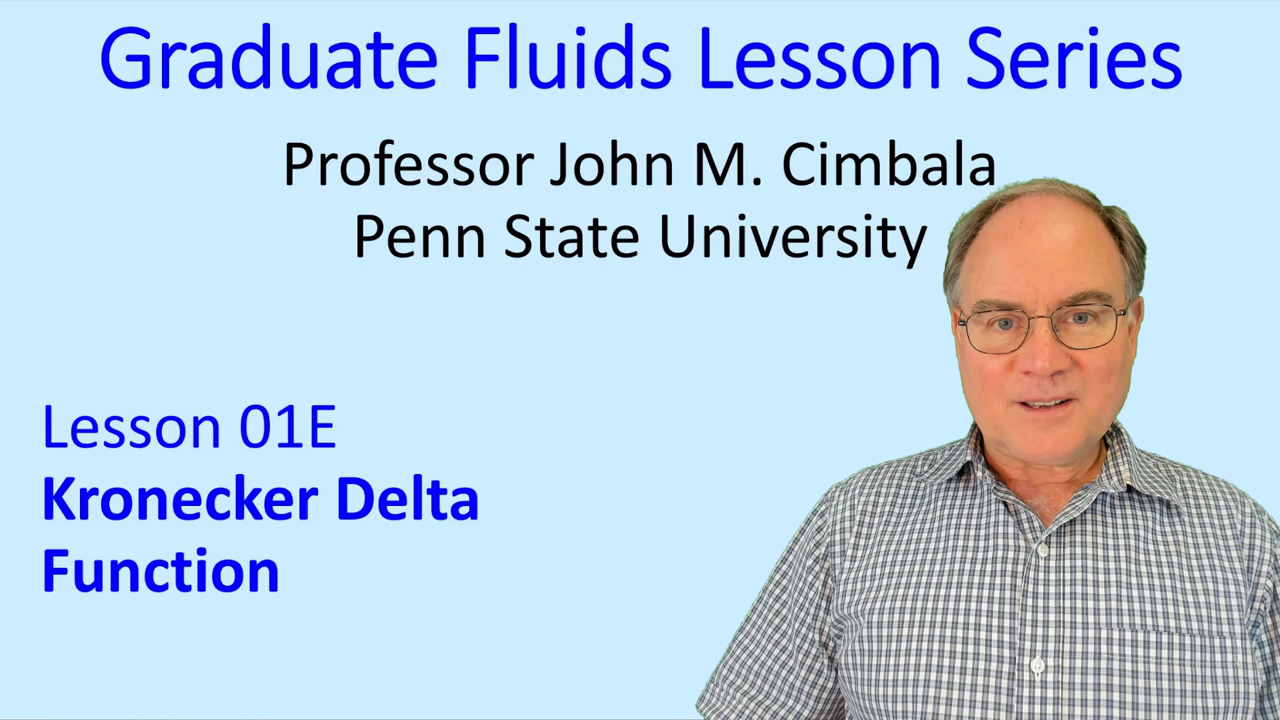 Graduate Fluids Lesson Series
Professor John M. Cimbala
Penn State University
Lesson 01E
Kronecker Delta
Function